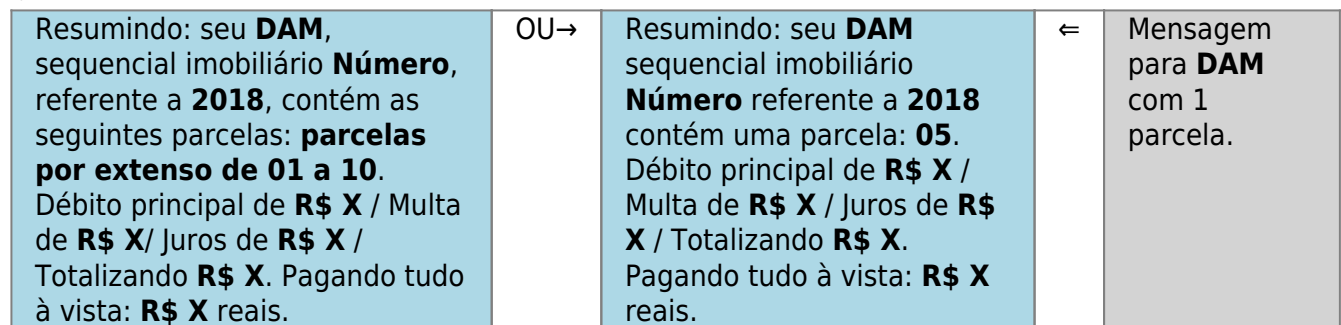 Resumindo: seu DAM,
sequencial imobiliário Número,
referente a 2018, contém as
seguintes parcelas: parcelas
por extenso de 01 a 10.
Débito principal de R$ X / Multa
de R$ X/ Juros de R$ X /
Totalizando R$ X. Pagando tudo
à vista: R$ X reais.
OU→
Resumindo: seu DAM
sequencial imobiliário
Número referente a 2018
contém uma parcela: 05.
Débito principal de R$ X /
Multa de R$ X / Juros de R$
X / Totalizando R$ X.
Pagando tudo à vista: R$ X
reais.
⇐
Mensagem
para DAM
com 1
parcela.